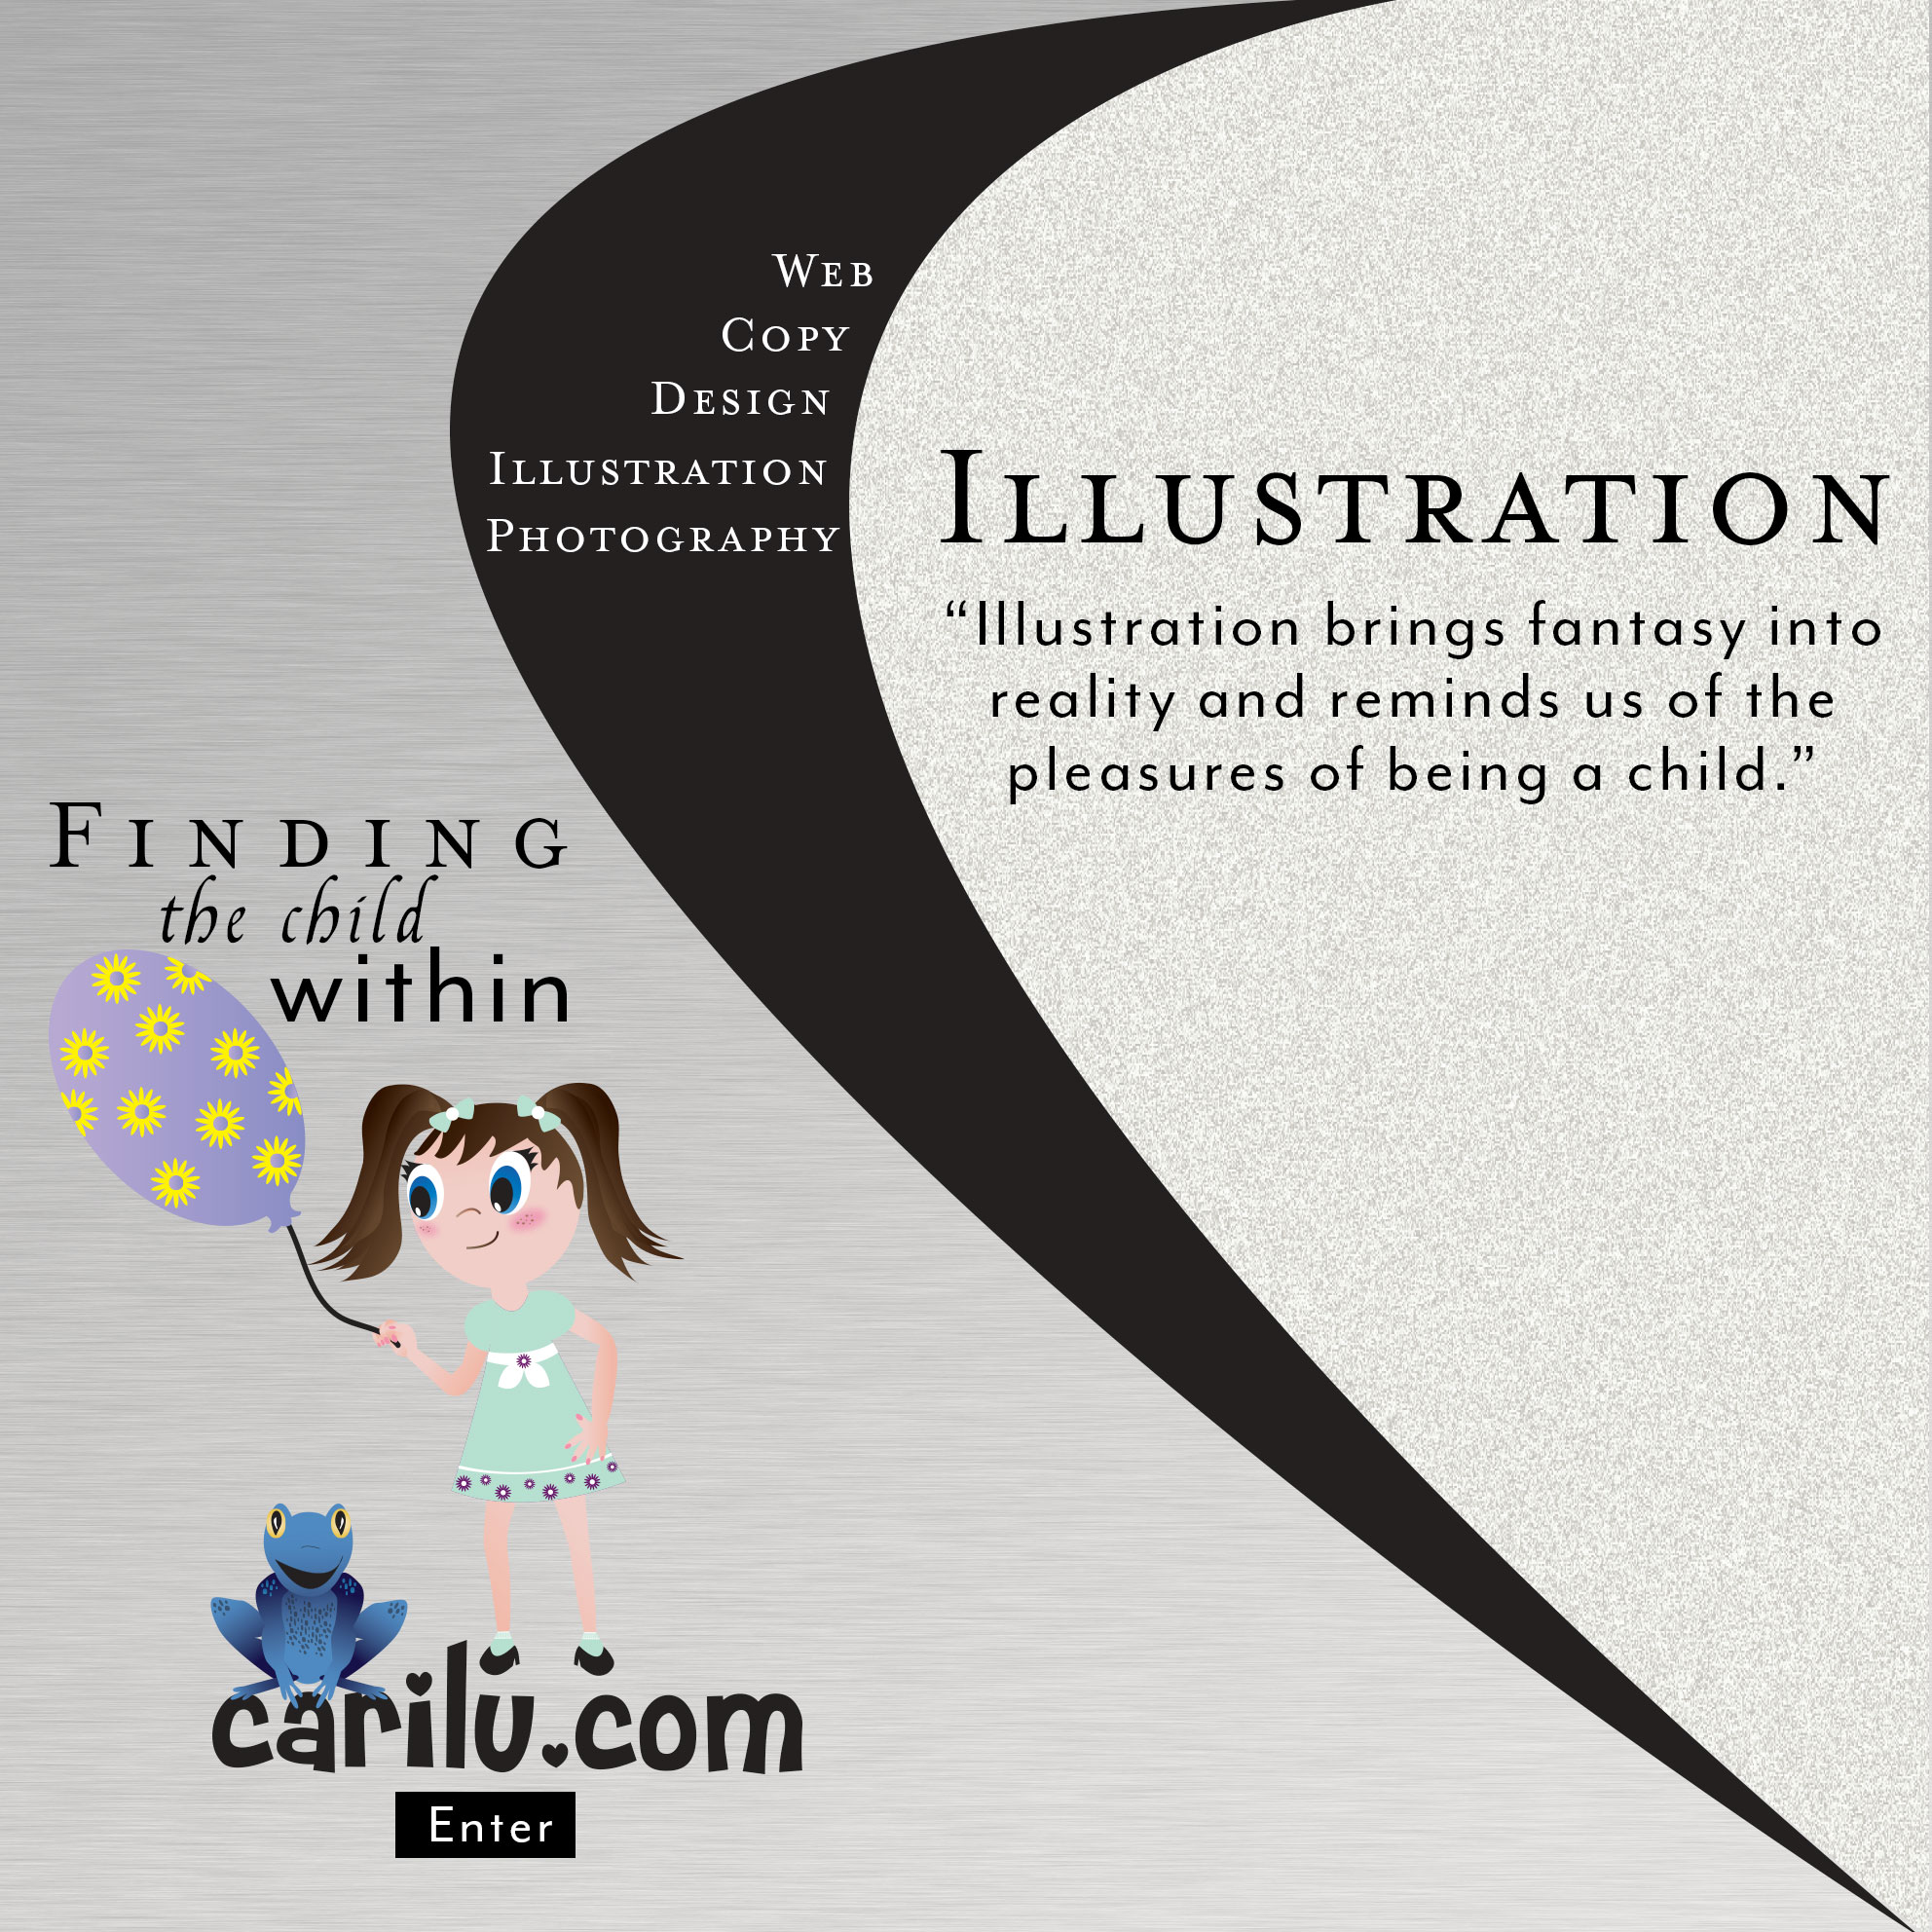 Web
Copy
Design
Illustration
Photography
Illustration
“Illustration brings fantasy into
reality and reminds us of the
pleasures of being a child.”
Finding
the child
within
carilu.com
Enter